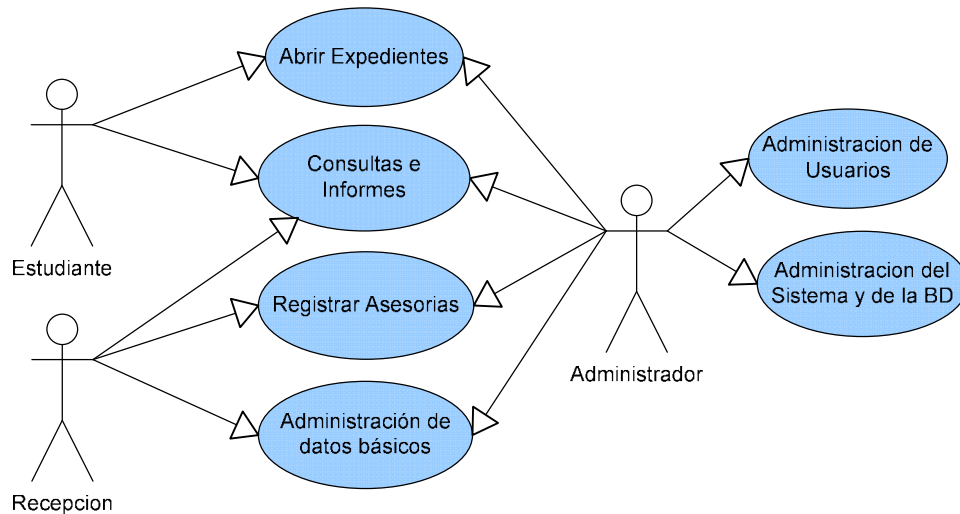 Abrir Expedientes
Consultas e
Informes
Estudiante
Registrar Asesorias
Administración de
datos básicos
Recepcion
Administrador
Administracion de
Usuarios
Administracion del
Sistema y de la BD